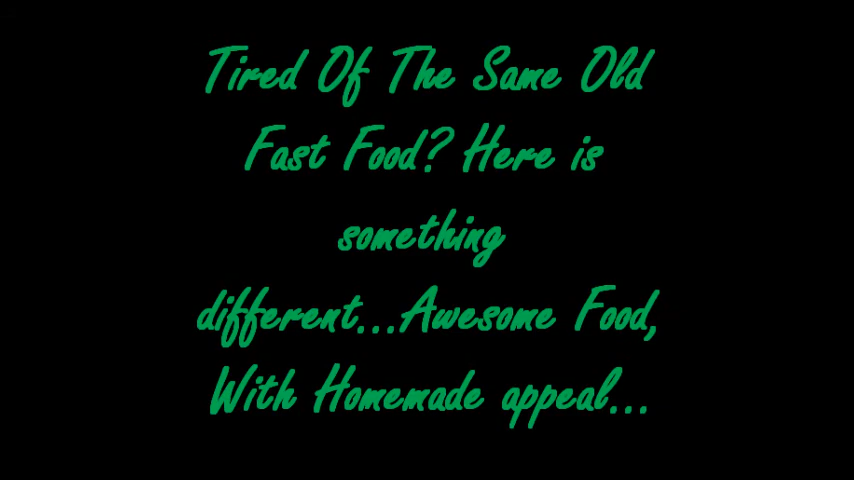 Tired Of The Same Old
Fast Food? Here is
something
different...Awesome Food,
With Homemade appeal...